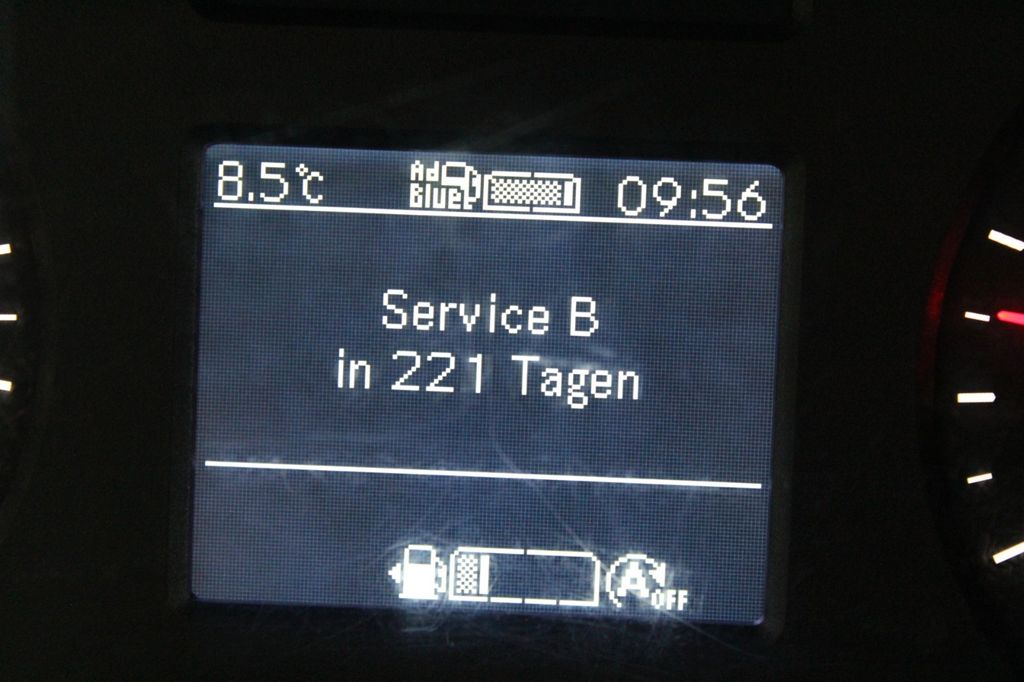 8.5°C Ad Blue 09:56
Service B
in 221 Tagen
A OFF